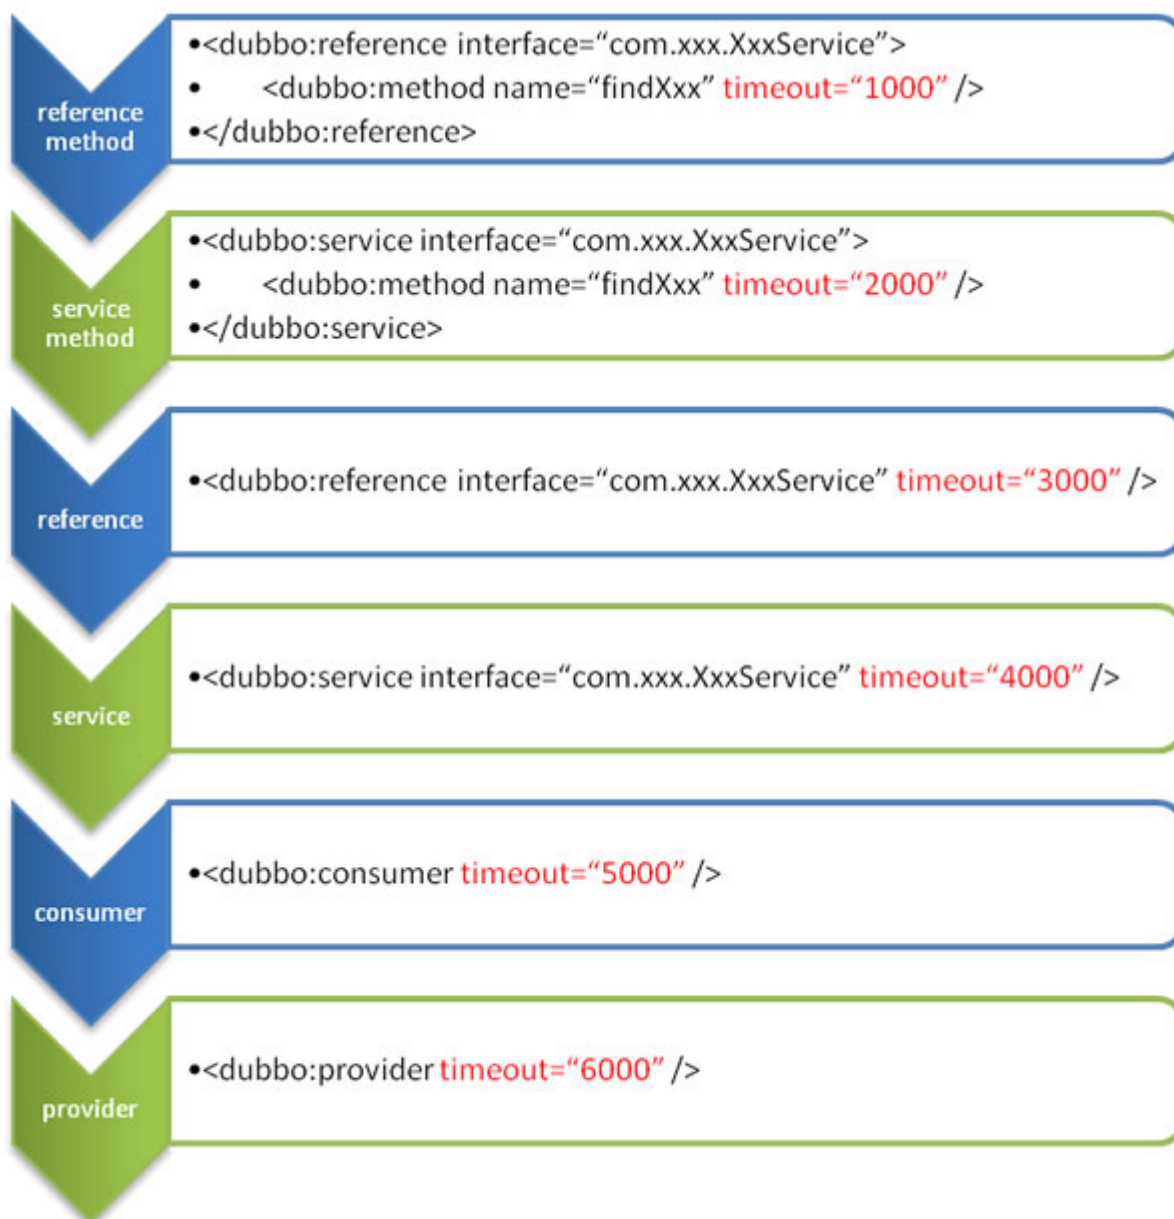 reference
method
•<dubbo:reference interface=“com.xxx.XxxService”>
• <dubbo:method name=“findXxx” timeout=“1000” />
•</dubbo:reference>
service
method
•<dubbo:service interface=“com.xxx.XxxService”>
• <dubbo:method name=“findXxx” timeout=“2000” />
•</dubbo:service>
reference
•<dubbo:reference interface=“com.xxx.XxxService” timeout=“3000” />
service
•<dubbo:service interface=“com.xxx.XxxService” timeout=“4000” />
consumer
•<dubbo:consumer timeout=“5000” />
provider
•<dubbo:provider timeout=“6000” />